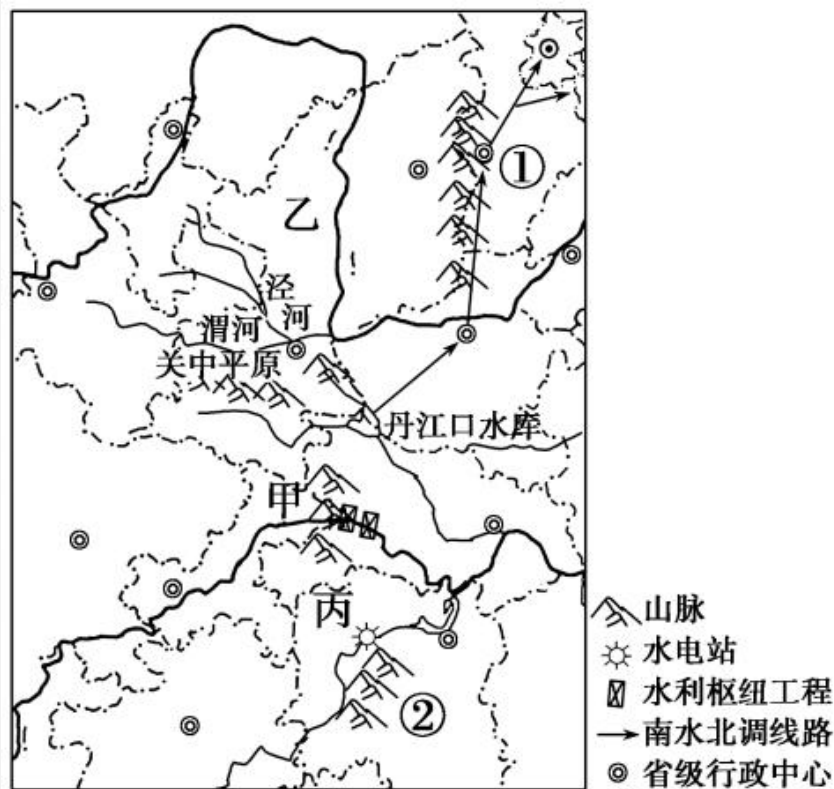 ①
乙
泾
河
渭河
关中平原
丹江口水库
甲
丙
②
山脉
水电站
水利枢纽工程
南水北调线路
省级行政中心